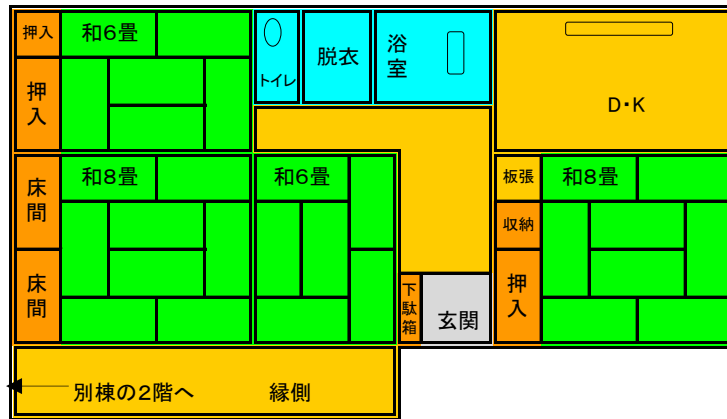 押入
和6畳
トイレ
脱衣
浴室
D・K
押入
床間
和8畳
和6畳
板張
和8畳
収納
床間
下駄箱
玄関
押入
別棟の2階へ
縁側